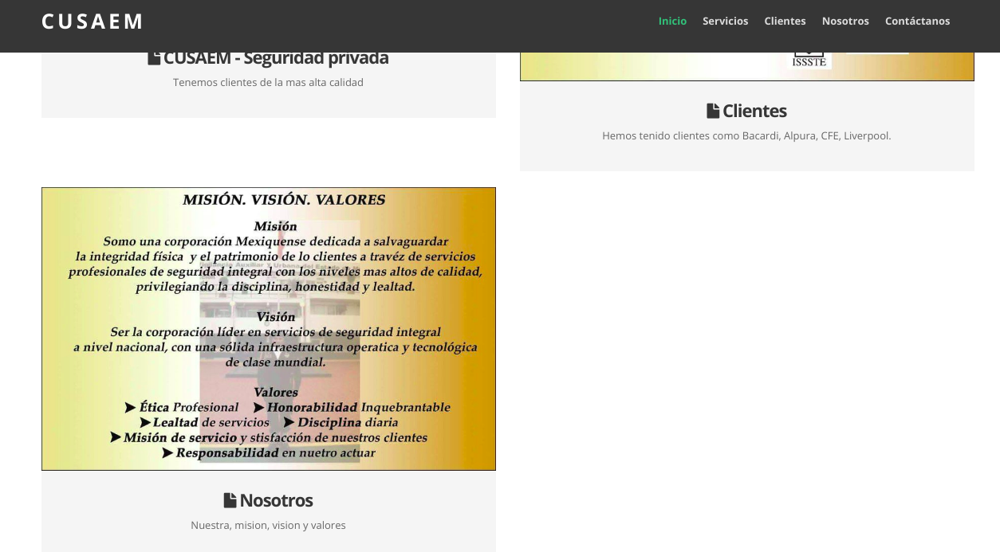 CUSAEM
Inicio Servicios Clientes Nosotros Contáctanos
CUSAEM - Seguridad privada
Tenemos clientes de la mas alta calidad
ISSSTE
Clientes
Hemos tenido clientes como Bacardi, Alpura, CFE, Liverpool.
MISIÓN. VISIÓN. VALORES
Misión
Somo una corporación Mexiquense dedicada a salvaguardar
la integridad física y el patrimonio de lo clientes a travéz de servicios
profesionales de seguridad integral con los niveles mas altos de calidad,
privilegiando la disciplina, honestidad y lealtad.
Visión
Ser la corporación líder en servicios de seguridad integral
a nivel nacional, con una sólida infraestructura operatica y tecnológica
de clase mundial.
Valores
➤ Ética Profesional ➤ Honorabilidad Inquebrantable
➤ Lealtad de servicios ➤ Disciplina diaria
➤ Misión de servicio y stisfacción de nuestros clientes
➤ Responsabilidad en nuetro actuar
Nosotros
Nuestra, mision, vision y valores